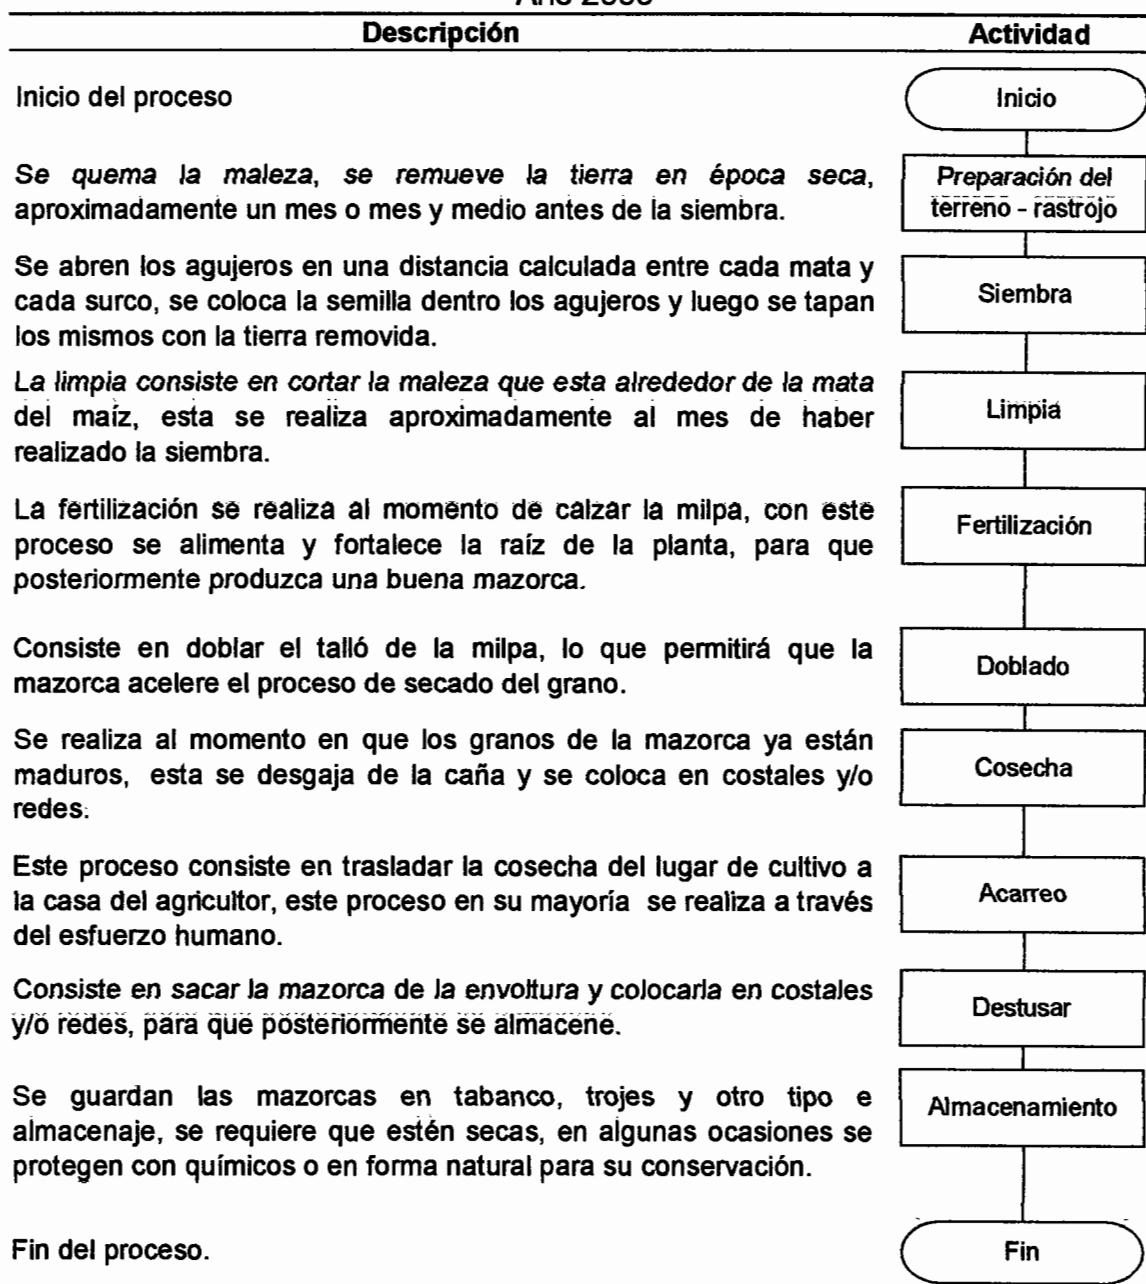 Descripción Actividad
Inicio del proceso Inicio
Se quema la maleza, se remueve la tierra en época seca,
aproximadamente un mes o mes y medio antes de la siembra.
Preparación del
terreno - rastrojo
Se abren los agujeros en una distancia calculada entre cada mata y
cada surco, se coloca la semilla dentro los agujeros y luego se tapan
los mismos con la tierra removida.
Siembra
La limpia consiste en cortar la maleza que esta alrededor de la mata
del maíz, esta se realiza aproximadamente al mes de haber
realizado la siembra.
Limpia
La fertilización se realiza al momento de calzar la milpa, con este
proceso se alimenta y fortalece la raíz de la planta, para que
posteriormente produzca una buena mazorca.
Fertilización
Consiste en doblar el talló de la milpa, lo que permitirá que la
mazorca acelere el proceso de secado del grano.
Doblado
Se realiza al momento en que los granos de la mazorca ya están
maduros, esta se desgaja de la caña y se coloca en costales y/o
redes.
Cosecha
Este proceso consiste en trasladar la cosecha del lugar de cultivo a
la casa del agricultor, este proceso en su mayoría se realiza a través
del esfuerzo humano.
Acarreo
Consiste en sacar la mazorca de la envoltura y colocarla en costales
y/o redes, para que posteriormente se almacene.
Destusar
Se guardan las mazorcas en tabanco, trojes y otro tipo e
almacenaje, se requiere que estén secas, en algunas ocasiones se
protegen con químicos o en forma natural para su conservación.
Almacenamiento
Fin del proceso. Fin